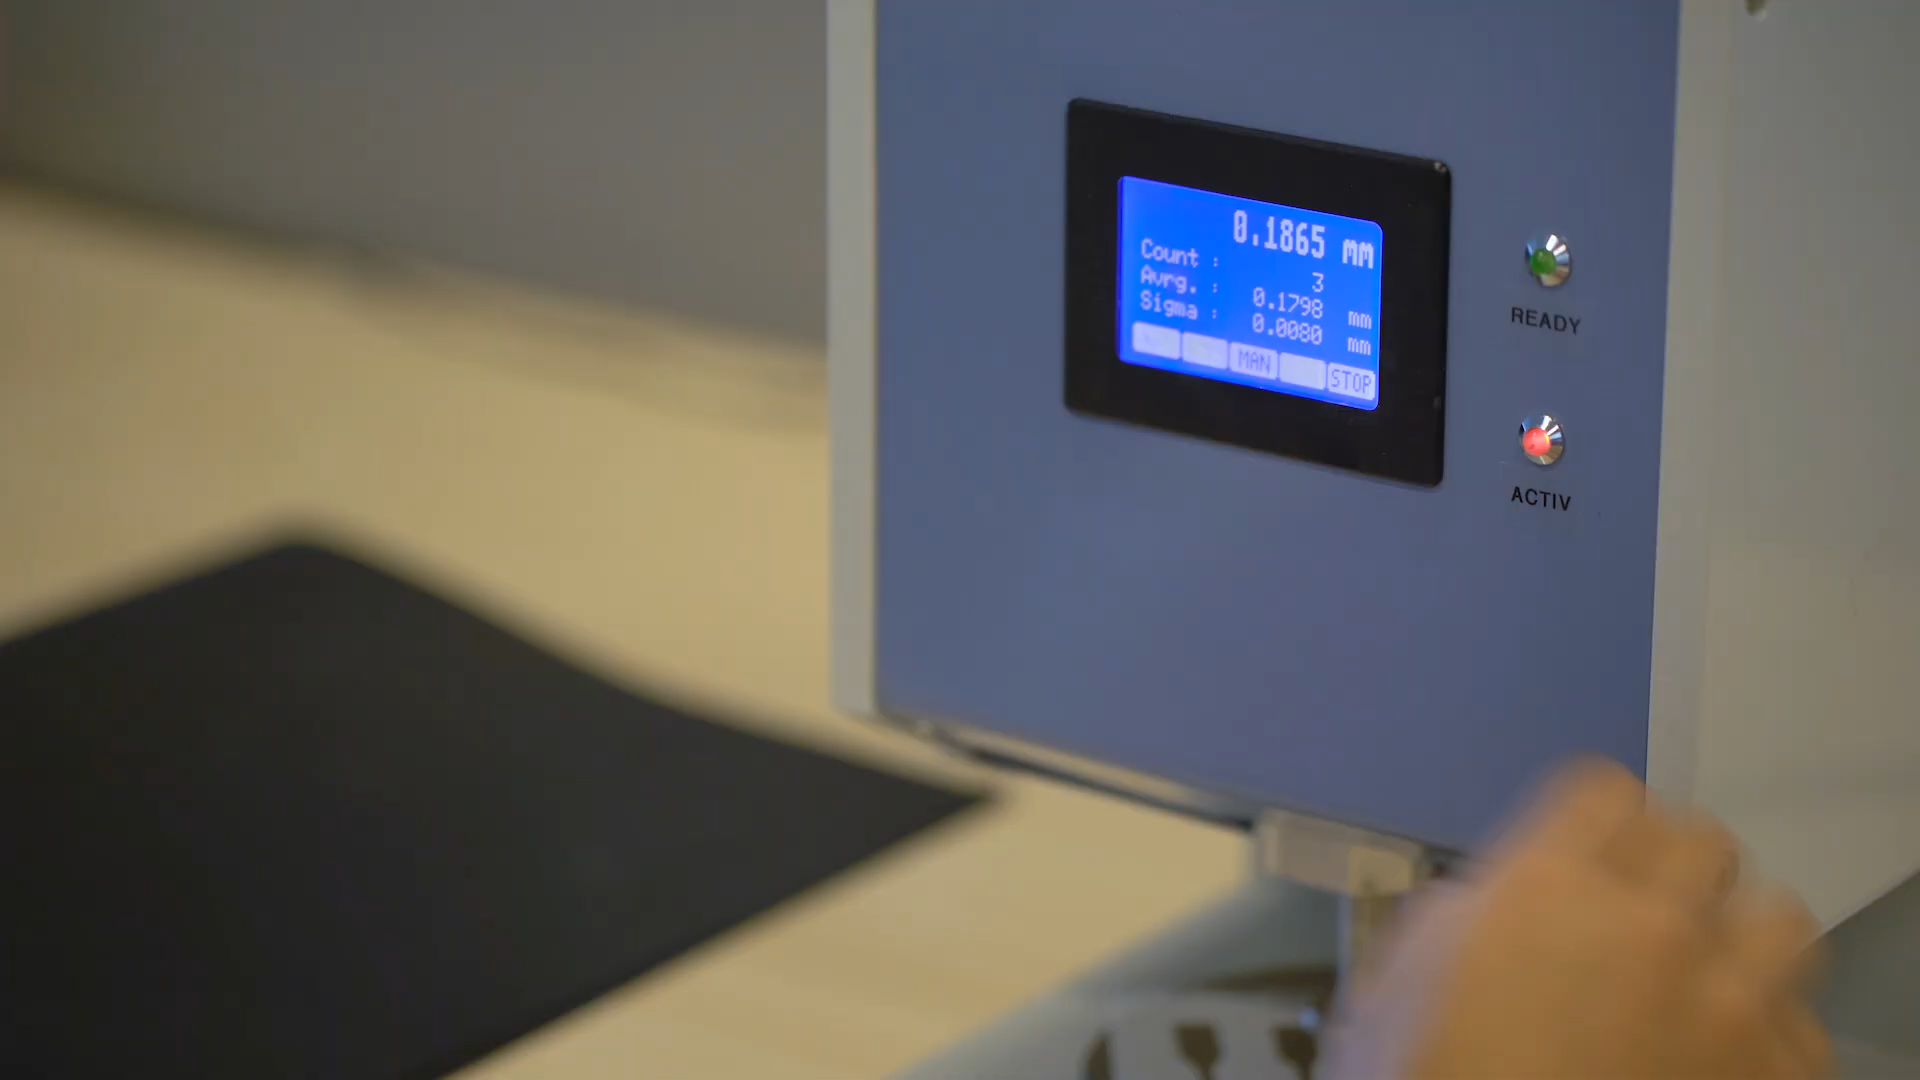 0.1865 mm
Count : 3
Avrg. : 0.1798 mm
Sigma : 0.0080 mm
MAN STOP
READY
ACTIV